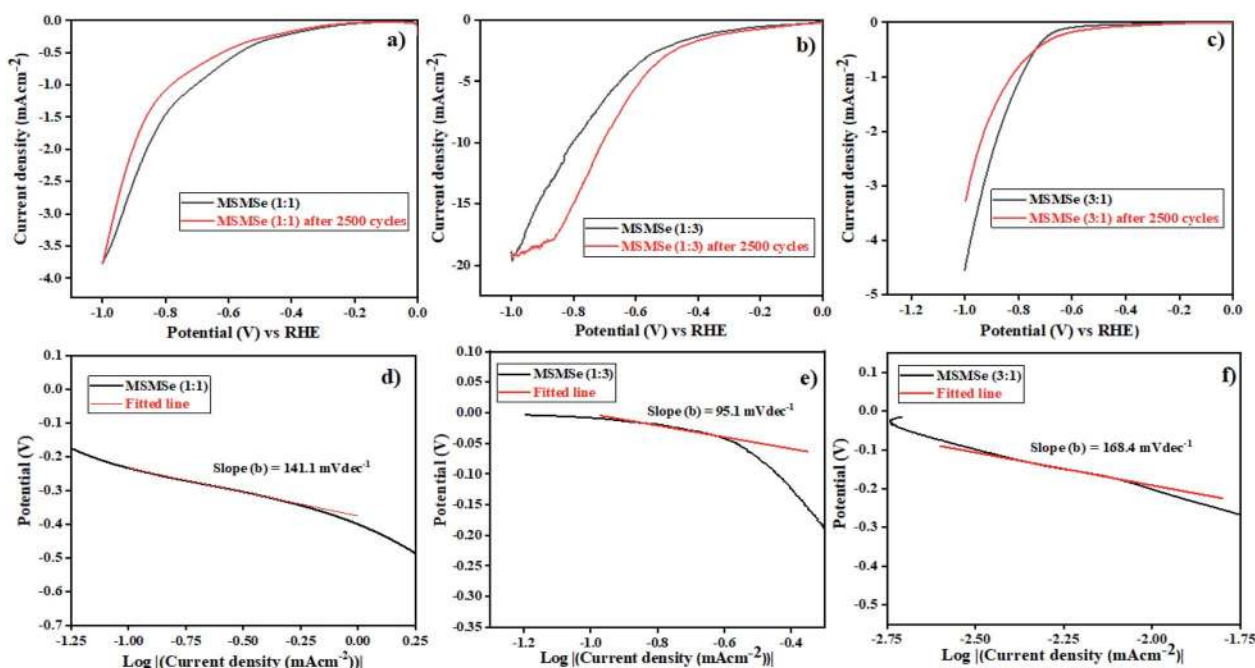 a)
0.0
-0.5
-1.0
-1.5
-2.0
-2.5
-3.0
-3.5
-4.0
Current density (mAcm⁻²)
MSMSe (1:1)
MSMSe (1:1) after 2500 cycles
-1.0 -0.8 -0.6 -0.4 -0.2 0.0
Potential (V) vs RHE
b)
0
-5
-10
-15
-20
Current density (mAcm⁻²)
MSMSe (1:3)
MSMSe (1:3) after 2500 cycles
-1.0 -0.8 -0.6 -0.4 -0.2 0.0
Potential (V) vs RHE
c)
0
-1
-2
-3
-4
-5
Current density (mAcm⁻²)
MSMSe (3:1)
MSMSe (3:1) after 2500 cycles
-1.2 -1.0 -0.8 -0.6 -0.4 -0.2 0.0
Potential (V) vs RHE)
d)
0.1
0.0
-0.1
-0.2
-0.3
-0.4
-0.5
-0.6
-0.7
Potential (V)
MSMSe (1:1)
Fitted line
Slope (b) = 141.1 mVdec⁻¹
-1.25 -1.00 -0.75 -0.50 -0.25 0.00 0.25
Log |(Current density (mAcm⁻²))|
e)
0.10
0.05
0.00
-0.05
-0.10
-0.15
-0.20
-0.25
-0.30
-0.35
Potential (V)
MSMSe (1:3)
Fitted line
Slope (b) = 95.1 mVdec⁻¹
-1.2 -1.0 -0.8 -0.6 -0.4
Log |(Current density (mAcm⁻²))|
f)
0.1
0.0
-0.1
-0.2
-0.3
-0.4
-0.5
Potential (V)
MSMSe (3:1)
Fitted line
Slope (b) = 168.4 mVdec⁻¹
-2.75 -2.50 -2.25 -2.00 -1.75
Log |(Current density (mAcm⁻²)|